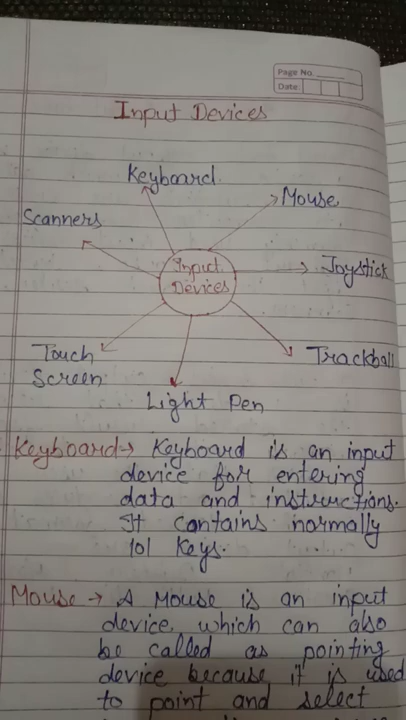 Page No.
Date:
Input Devices
Keyboard.
Mouse
Scanners
Joystick
Input
Devices
Touch
Screen
Trackball
Light Pen
Keyboard → Keyboard is an input
device for entering
data and instructions.
It contains normally
101 Keys.
Mouse → A Mouse is an input
device, which can also
be called as pointing
device because it is used
to point and select